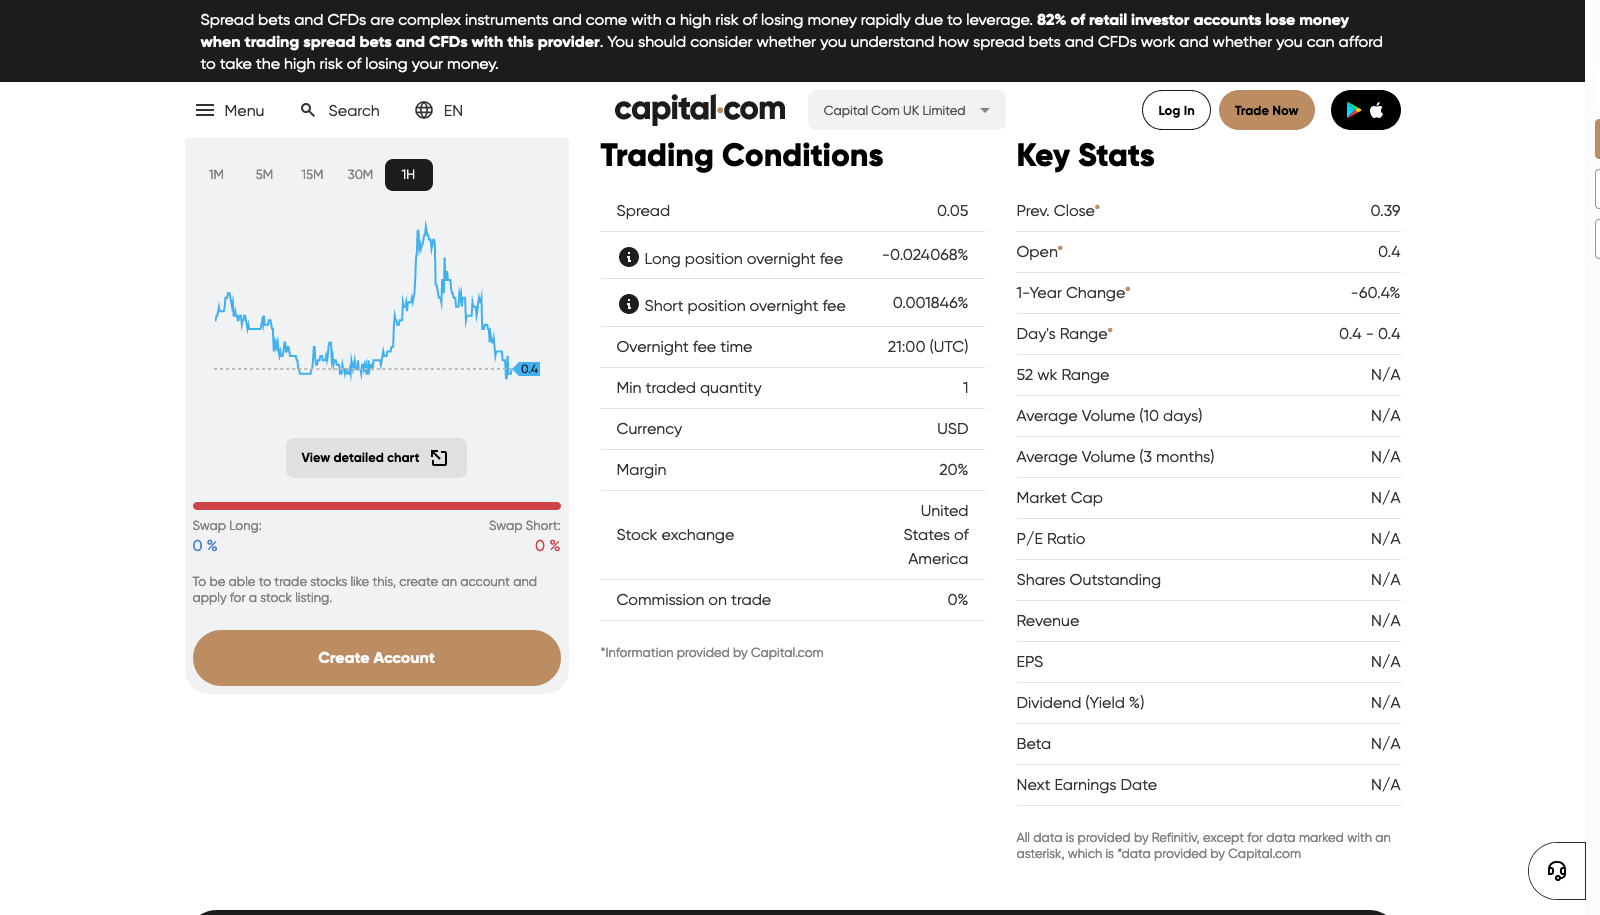 Spread bets and CFDs are complex instruments and come with a high risk of losing money rapidly due to leverage. 82% of retail investor accounts lose money
when trading spread bets and CFDs with this provider. You should consider whether you understand how spread bets and CFDs work and whether you can afford
to take the high risk of losing your money.
Menu Search EN capital.com Capital Com UK Limited Log In Trade Now
1M 5M 15M 30M 1H
0.4
View detailed chart
Swap Long: Swap Short:
0 % 0 %
To be able to trade stocks like this, create an account and
apply for a stock listing.
Create Account
Trading Conditions
Spread 0.05
Long position overnight fee -0.024068%
Short position overnight fee 0.001846%
Overnight fee time 21:00 (UTC)
Min traded quantity 1
Currency USD
Margin 20%
Stock exchange United
States of
America
Commission on trade 0%
*Information provided by Capital.com
Key Stats
Prev. Close* 0.39
Open* 0.4
1-Year Change* -60.4%
Day's Range* 0.4 - 0.4
52 wk Range N/A
Average Volume (10 days) N/A
Average Volume (3 months) N/A
Market Cap N/A
P/E Ratio N/A
Shares Outstanding N/A
Revenue N/A
EPS N/A
Dividend (Yield %) N/A
Beta N/A
Next Earnings Date N/A
All data is provided by Refinitiv, except for data marked with an
asterisk, which is *data provided by Capital.com